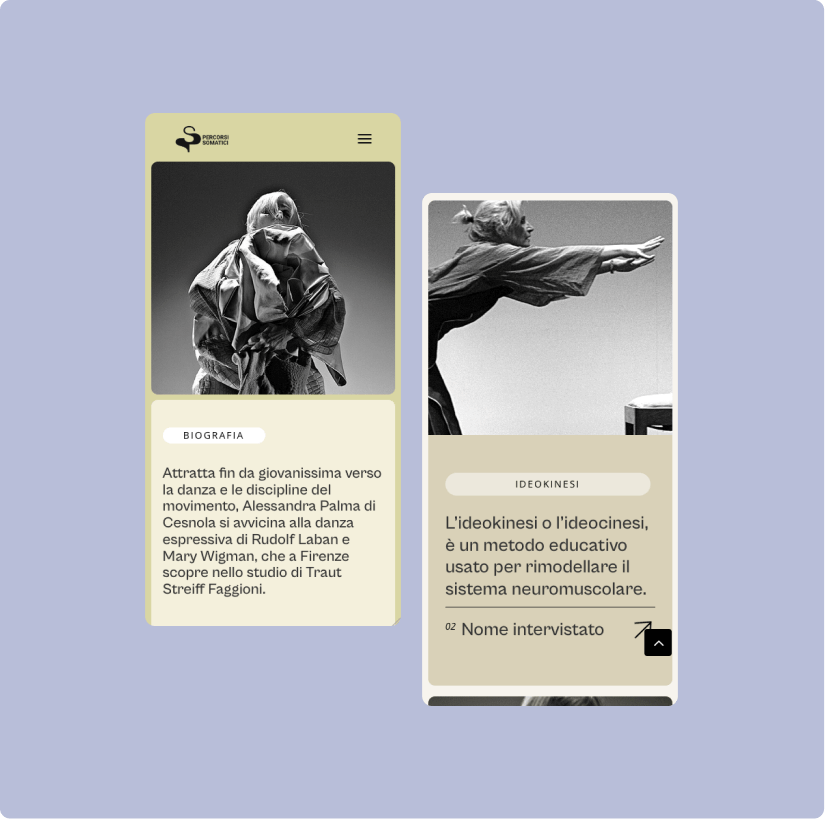 PERCORSI
SOMATICI
BIOGRAFIA
Attratta fin da giovanissima verso
la danza e le discipline del
movimento, Alessandra Palma di
Cesnola si avvicina alla danza
espressiva di Rudolf Laban e
Mary Wigman, che a Firenze
scopre nello studio di Traut
Streiff Faggioni.
IDEOKINESI
L'ideokinesi o l'ideocinesi,
è un metodo educativo
usato per rimodellare il
sistema neuromuscolare.
02 Nome intervistato